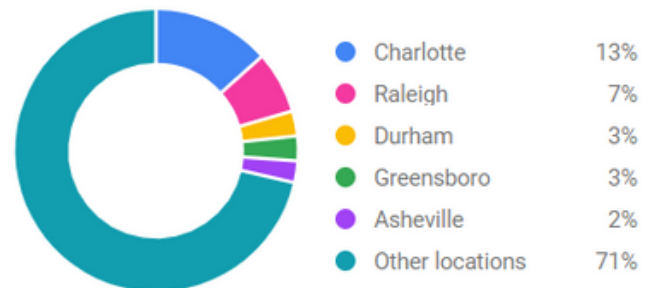 Charlotte 13%
Raleigh 7%
Durham 3%
Greensboro 3%
Asheville 2%
Other locations 71%